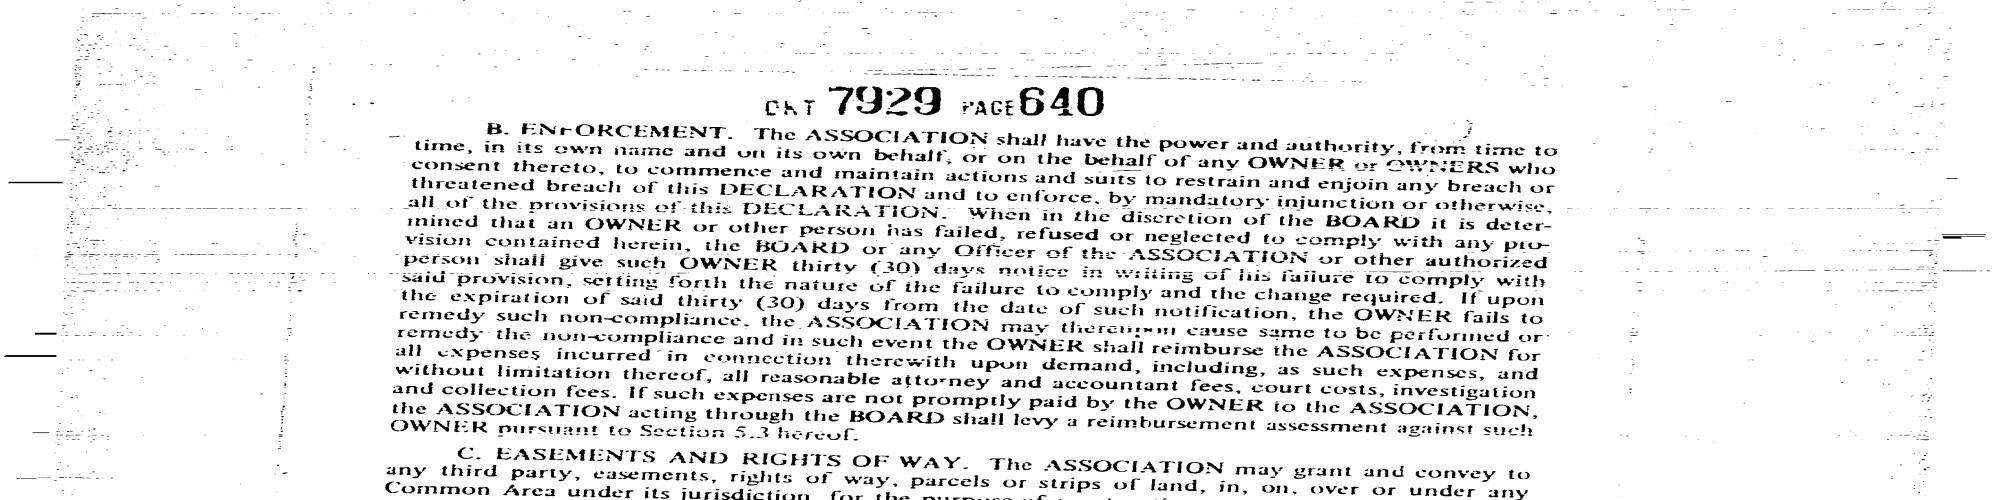 7929 PAGE 640
B. ENFORCEMENT. The ASSOCIATION shall have the power and authority, from time to
time, in its own name and on its own behalf, or on the behalf of any OWNER or OWNERS who
consent thereto, to commence and maintain actions and suits to restrain and enjoin any breach or
threatened breach of this DECLARATION and to enforce, by mandatory injunction or otherwise,
all of the provisions of this DECLARATION. When in the discretion of the BOARD it is deter-
mined that an OWNER or other person has failed, refused or neglected to comply with any pro-
vision contained herein, the BOARD or any Officer of the ASSOCIATION or other authorized
person shall give such OWNER thirty (30) days notice in writing of his failure to comply with
said provision, setting forth the nature of the failure to comply and the change required. If upon
the expiration of said thirty (30) days from the date of such notification, the OWNER fails to
remedy such non-compliance, the ASSOCIATION may thereupon cause same to be performed or
remedy the non-compliance and in such event the OWNER shall reimburse the ASSOCIATION for
all expenses incurred in connection therewith upon demand, including, as such expenses, and
without limitation thereof, all reasonable attorney and accountant fees, court costs, investigation
and collection fees. If such expenses are not promptly paid by the OWNER to the ASSOCIATION,
the ASSOCIATION acting through the BOARD shall levy a reimbursement assessment against such
OWNER pursuant to Section 5.3 hereof.
C. EASEMENTS AND RIGHTS OF WAY. The ASSOCIATION may grant and convey to
any third party, easements, rights of way, parcels or strips of land, in, on, over or under any
Common Area under its jurisdiction, for the purpose of